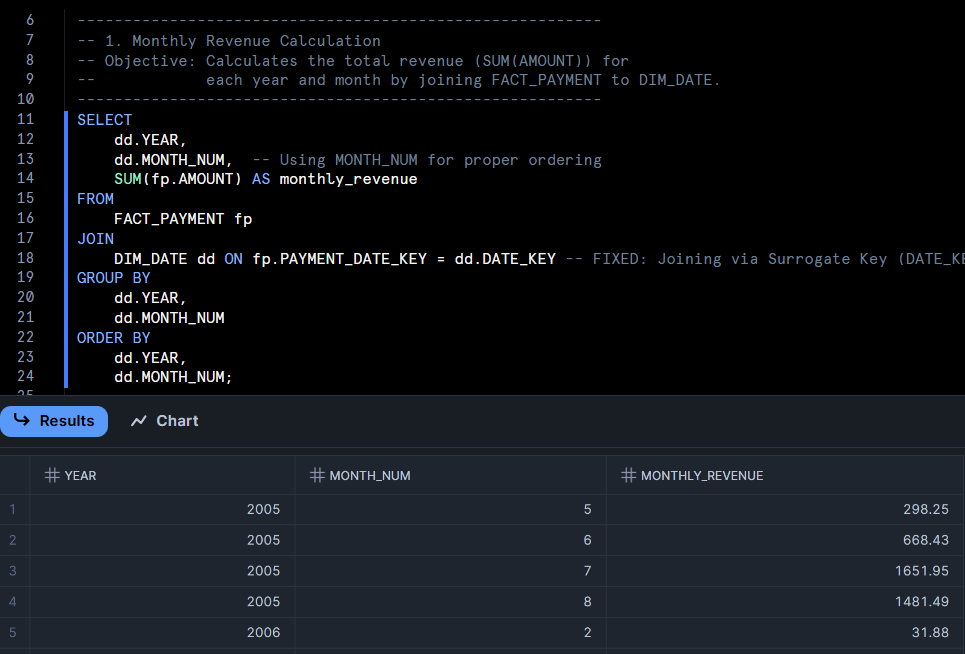 6 ---------------------------------------------------------
7 -- 1. Monthly Revenue Calculation
8 -- Objective: Calculates the total revenue (SUM(AMOUNT)) for
9 --            each year and month by joining FACT_PAYMENT to DIM_DATE.
10 ---------------------------------------------------------
11 SELECT
12     dd.YEAR,
13     dd.MONTH_NUM,  -- Using MONTH_NUM for proper ordering
14     SUM(fp.AMOUNT) AS monthly_revenue
15 FROM
16     FACT_PAYMENT fp
17 JOIN
18     DIM_DATE dd ON fp.PAYMENT_DATE_KEY = dd.DATE_KEY -- FIXED: Joining via Surrogate Key (DATE_KE
19 GROUP BY
20     dd.YEAR,
21     dd.MONTH_NUM
22 ORDER BY
23     dd.YEAR,
24     dd.MONTH_NUM;
25
Results Chart
YEAR MONTH_NUM MONTHLY_REVENUE
1 2005 5 298.25
2 2005 6 668.43
3 2005 7 1651.95
4 2005 8 1481.49
5 2006 2 31.88